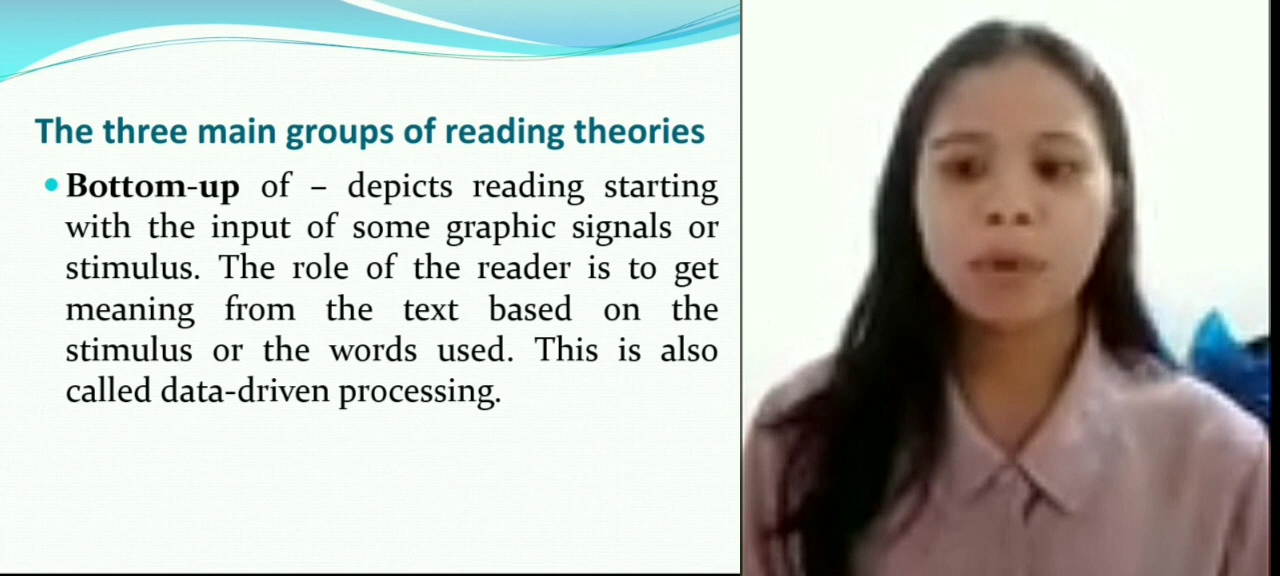 The three main groups of reading theories
• Bottom-up of – depicts reading starting
with the input of some graphic signals or
stimulus. The role of the reader is to get
meaning from the text based on the
stimulus or the words used. This is also
called data-driven processing.